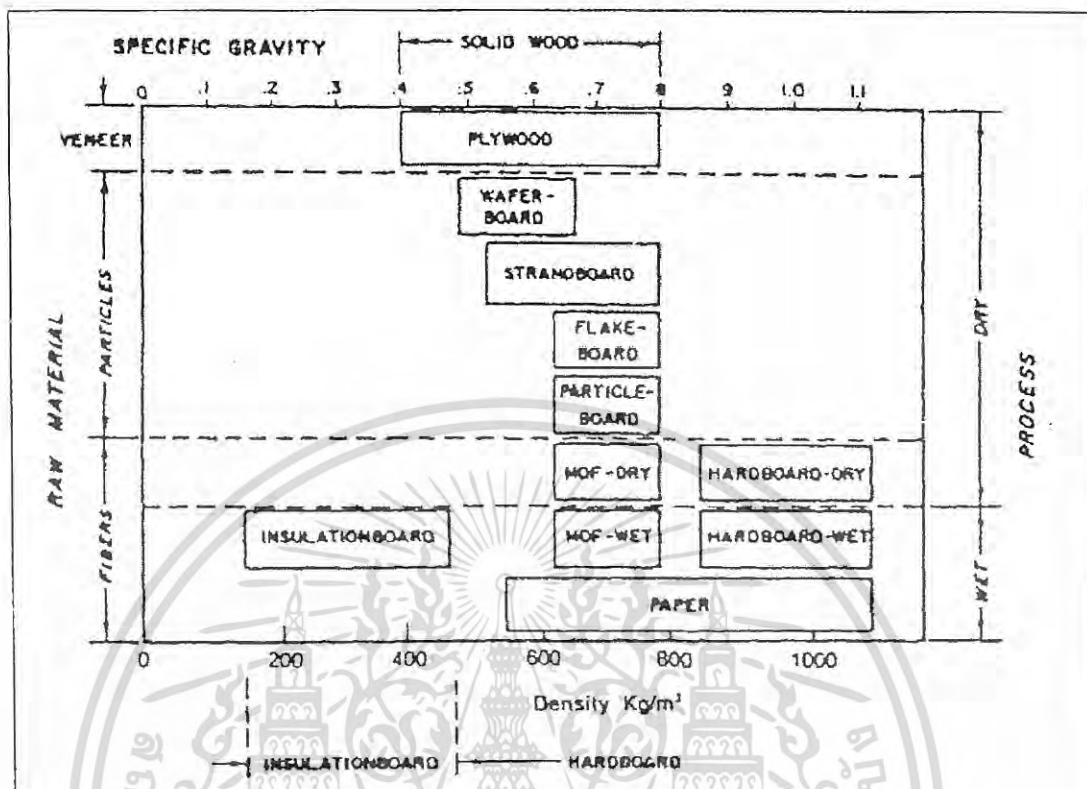 SPECIFIC GRAVITY
SOLID WOOD
0 .1 .2 .3 .4 .5 .6 .7 .8 .9 1.0 1.1
VENEER
PLYWOOD
WAFER-
BOARD
STRANDBOARD
FLAKE-
BOARD
PARTICLE-
BOARD
MDF-DRY
HARDBOARD-DRY
INSULATIONBOARD
MDF-WET
HARDBOARD-WET
PAPER
RAW MATERIAL
PARTICLES
FIBERS
DRY
WET
PROCESS
0 200 400 600 800 1000
Density Kg/m³
INSULATIONBOARD
HARDBOARD